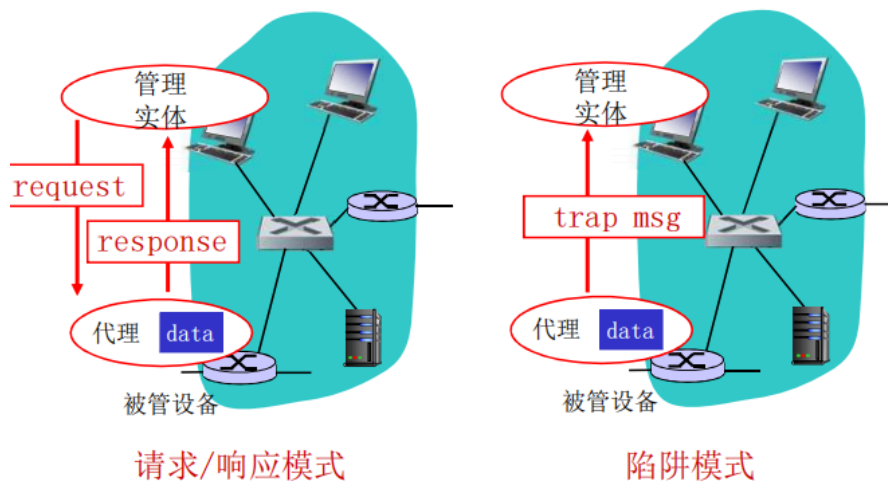 管理
实体
request
response
代理 data
被管设备
请求/响应模式
管理
实体
trap msg
代理 data
被管设备
陷阱模式